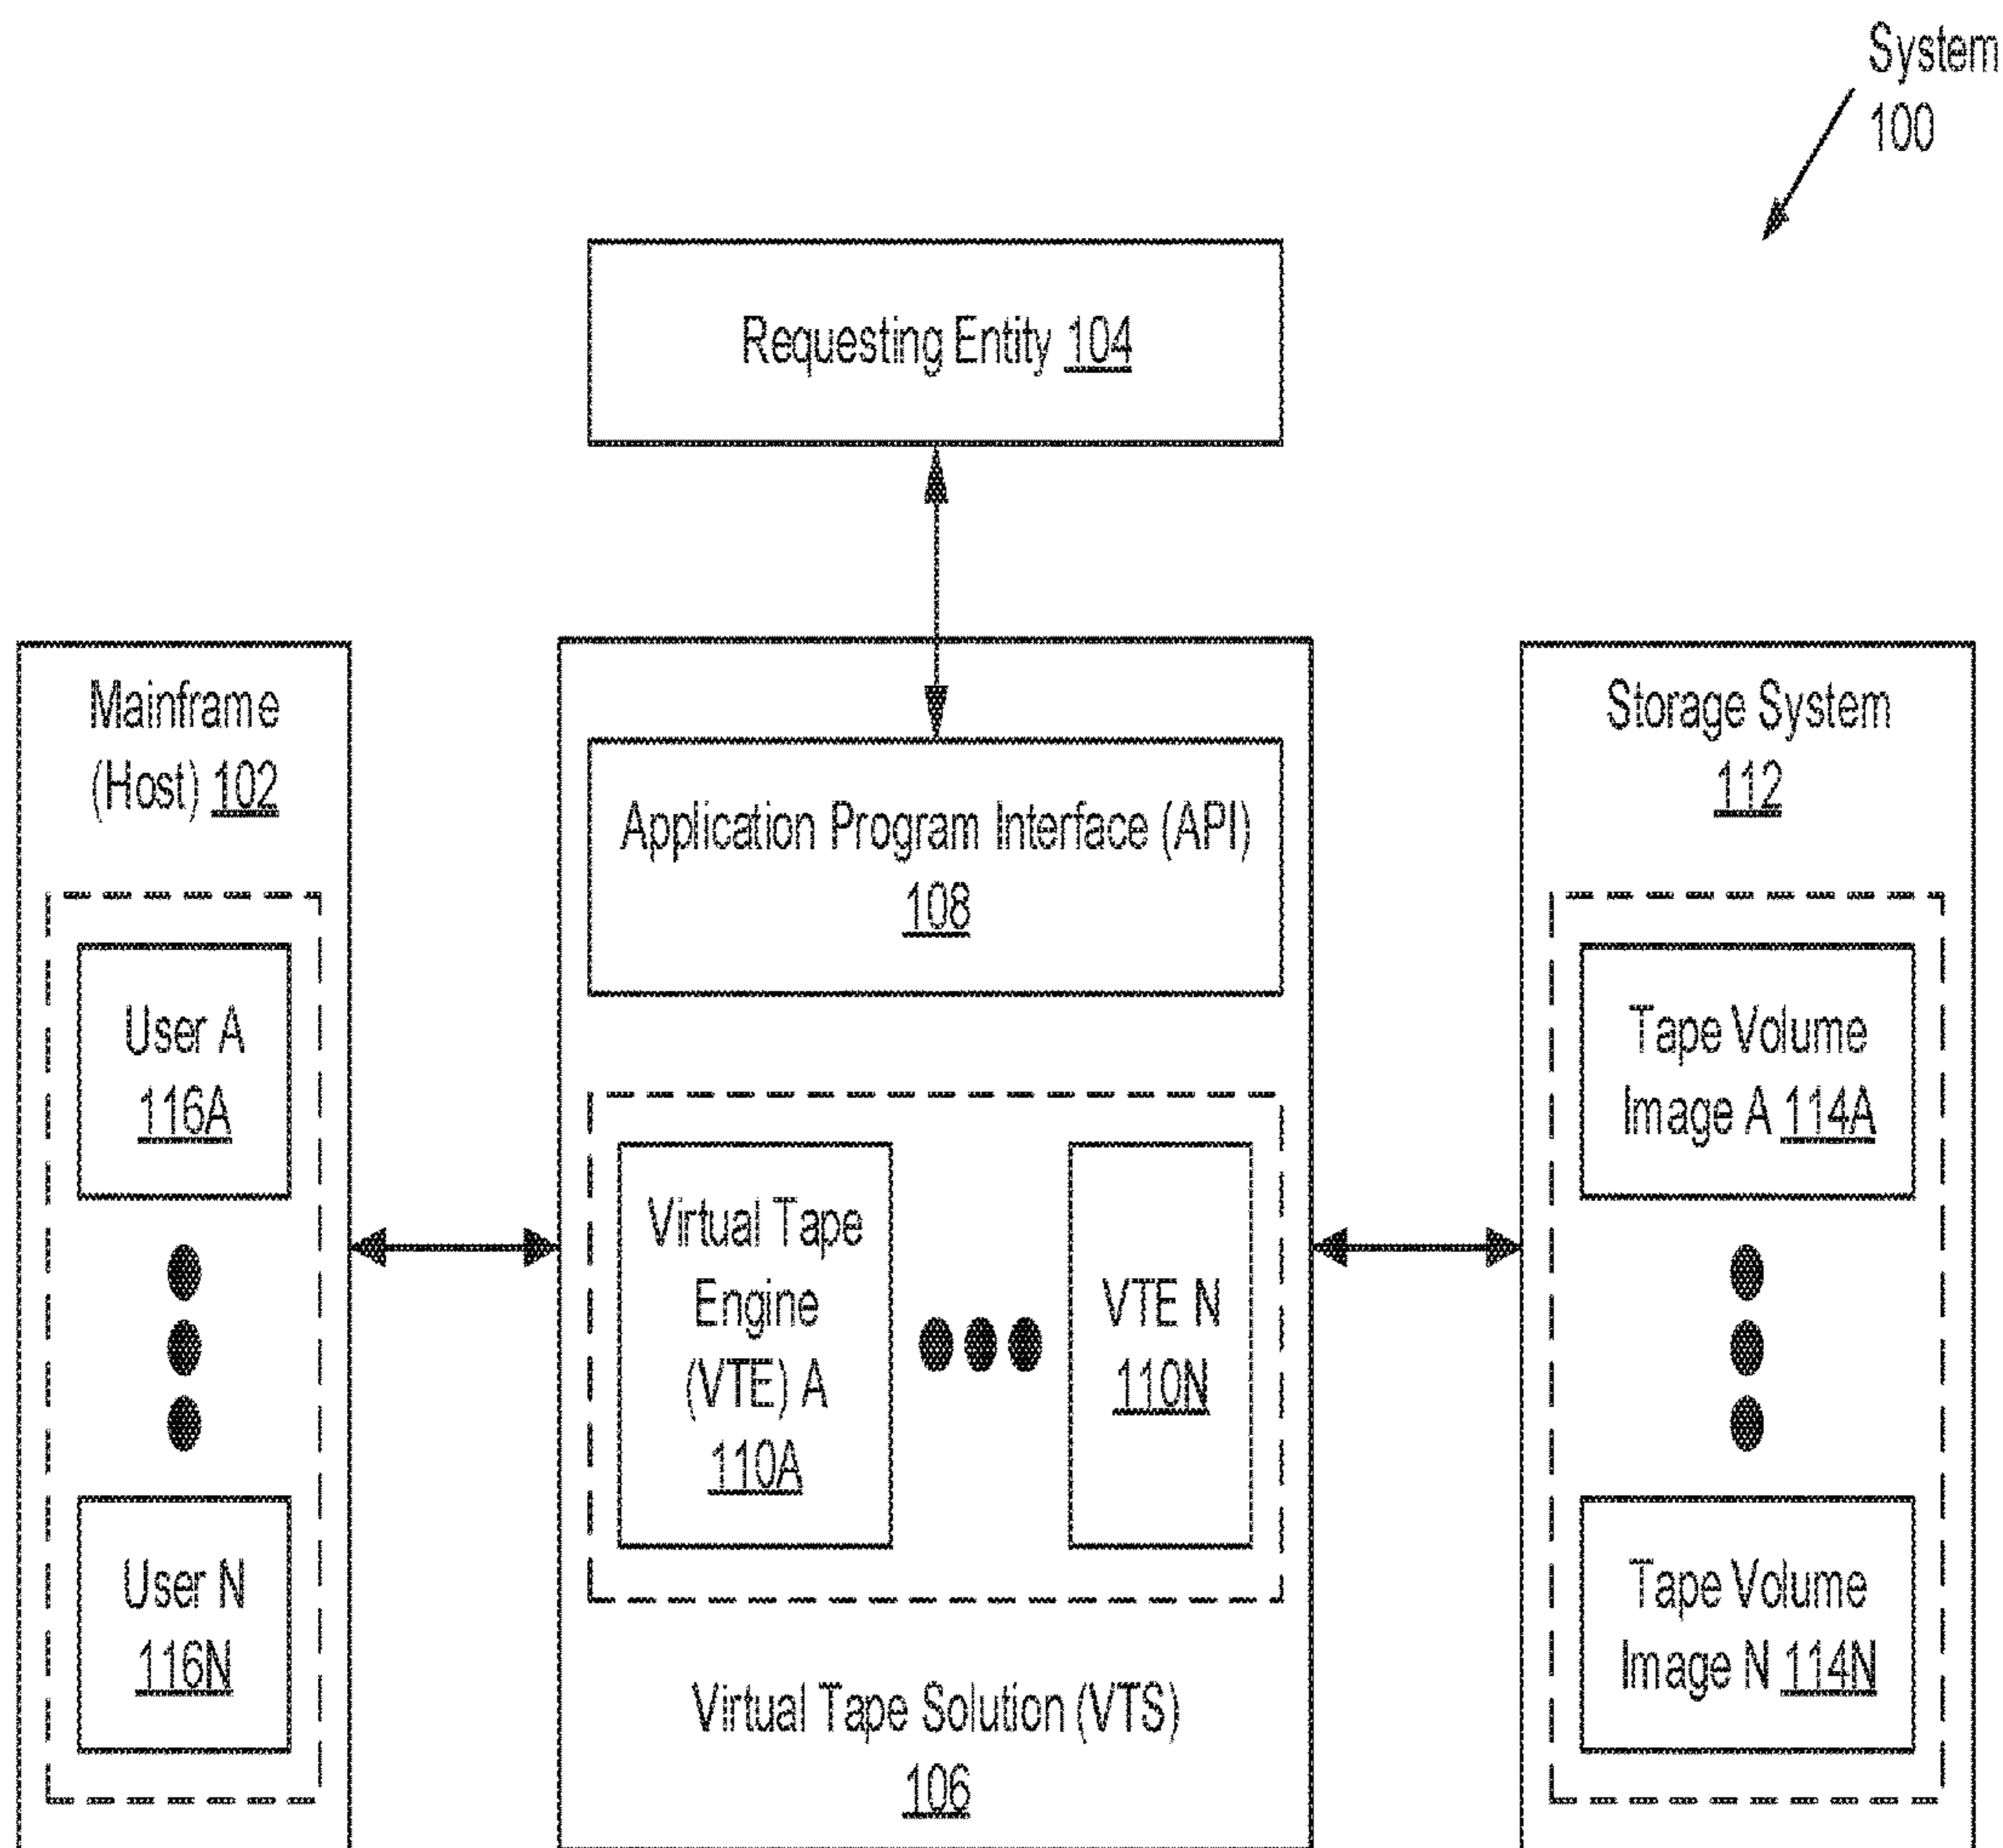 System
100
Requesting Entity 104
Mainframe
(Host) 102
User A
116A
User N
116N
Application Program Interface (API)
108
Virtual Tape
Engine
(VTE) A
110A
VTE N
110N
Virtual Tape Solution (VTS)
106
Storage System
112
Tape Volume
Image A 114A
Tape Volume
Image N 114N